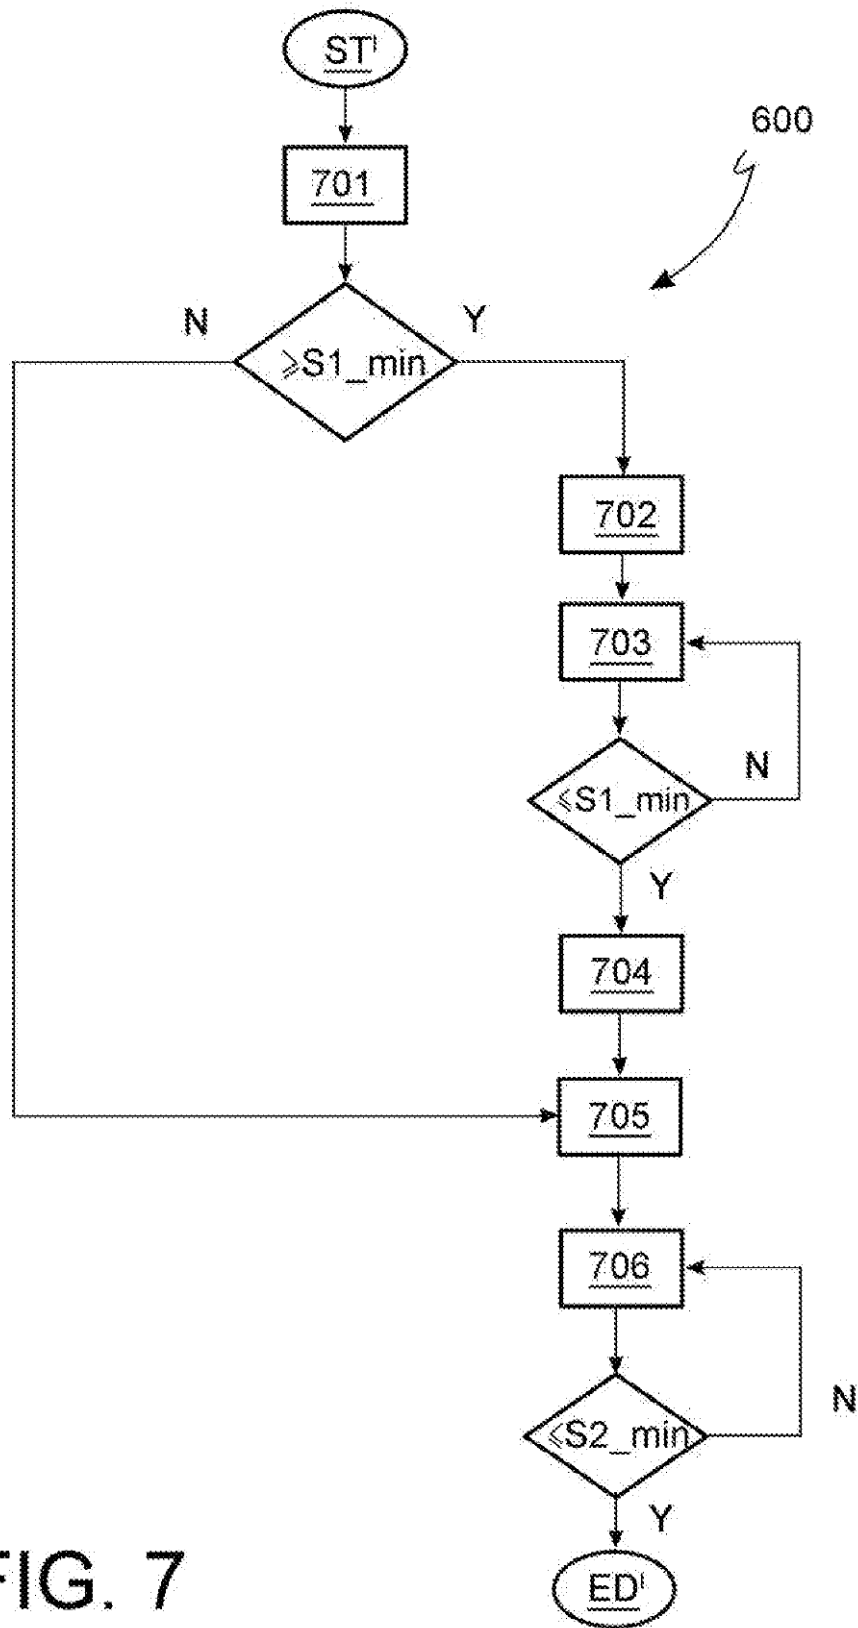 ST'
600
701
N
Y
⩾S1_min
702
703
N
⩽S1_min
Y
704
705
706
N
⩽S2_min
Y
ED'
FIG. 7